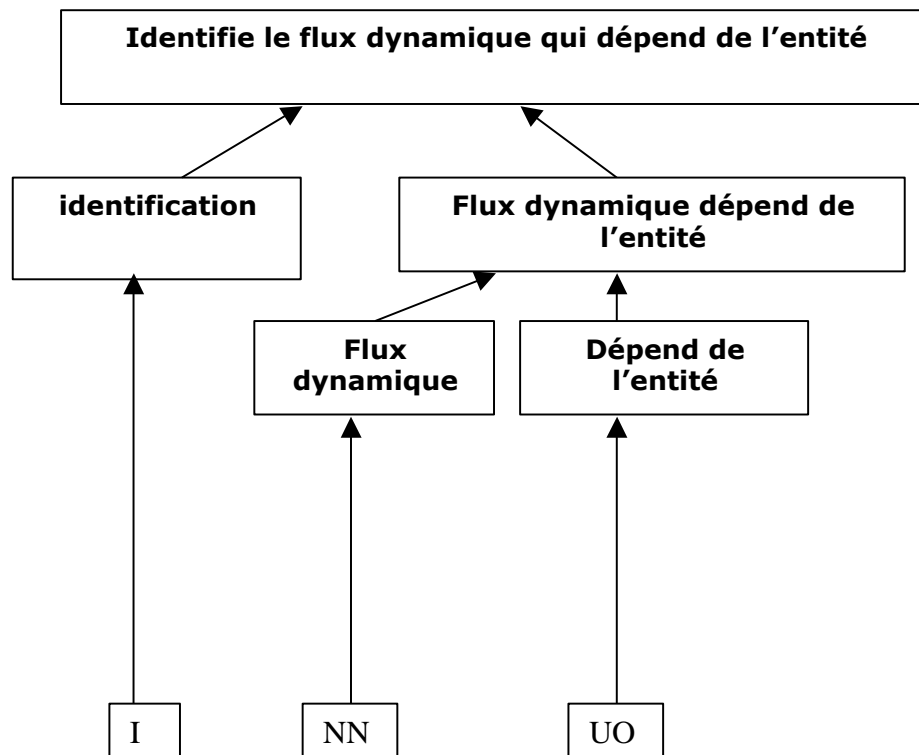 Identifie le flux dynamique qui dépend de l’entité
identification
Flux dynamique dépend de
l’entité
Flux
dynamique
Dépend de
l’entité
I
NN
UO